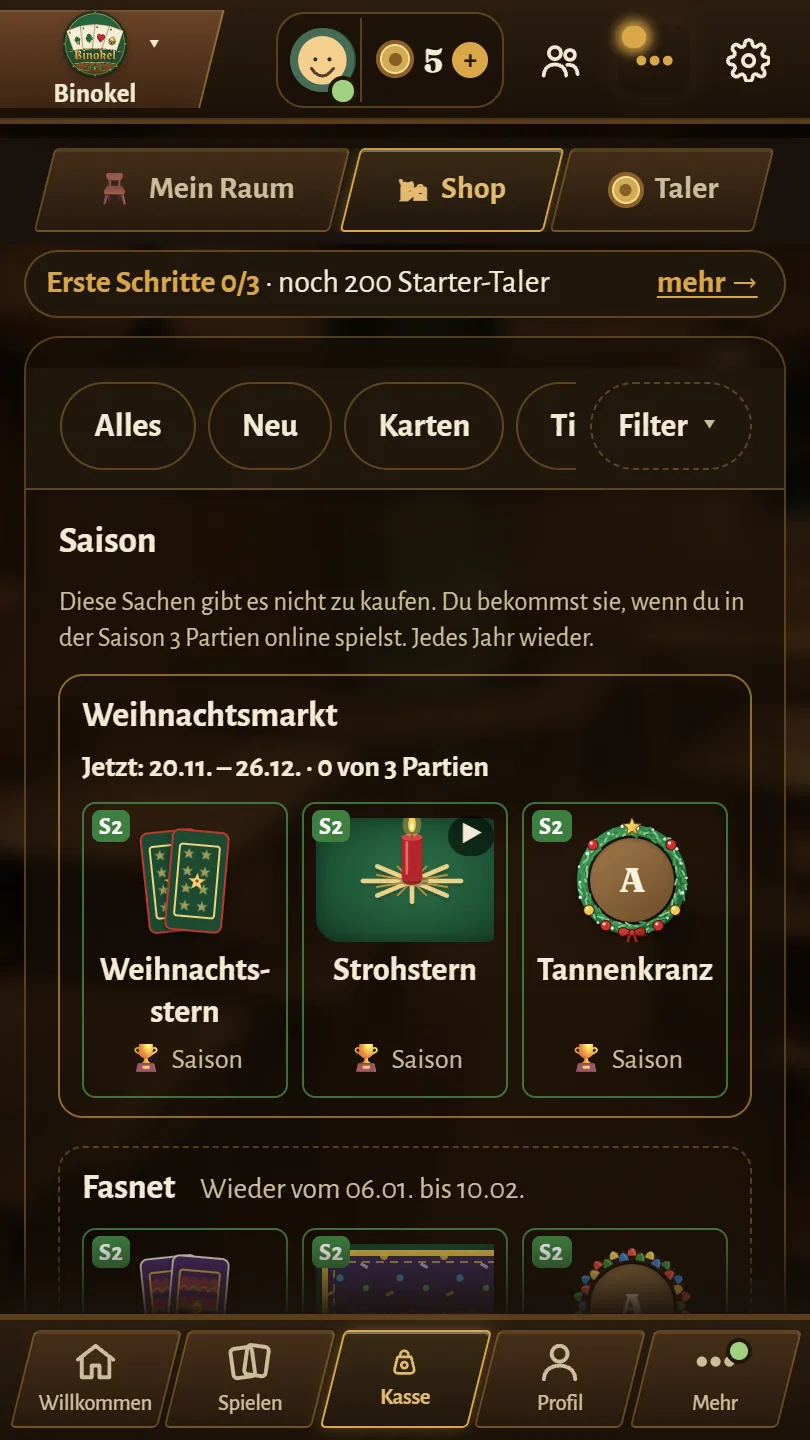 Binokel
Binokel
5 +
Mein Raum
Shop
Taler
Erste Schritte 0/3 · noch 200 Starter-Taler
mehr →
Alles
Neu
Karten
Ti
Filter ▼
Saison
Diese Sachen gibt es nicht zu kaufen. Du bekommst sie, wenn du in
der Saison 3 Partien online spielst. Jedes Jahr wieder.
Weihnachtsmarkt
Jetzt: 20.11. – 26.12. · 0 von 3 Partien
S2
S2
S2
A
Weihnachts-
stern
Strohstern
Tannenkranz
Saison
Saison
Saison
Fasnet Wieder vom 06.01. bis 10.02.
S2
S2
S2
A
Willkommen
Spielen
Kasse
Profil
Mehr